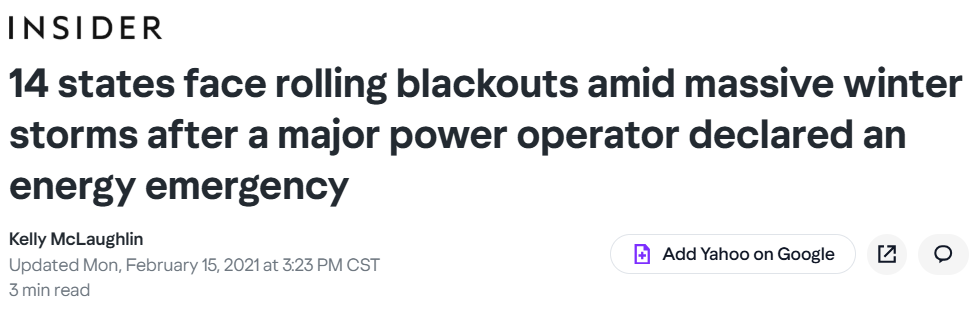 INSIDER
14 states face rolling blackouts amid massive winter
storms after a major power operator declared an
energy emergency
Kelly McLaughlin
Updated Mon, February 15, 2021 at 3:23 PM CST
3 min read
Add Yahoo on Google